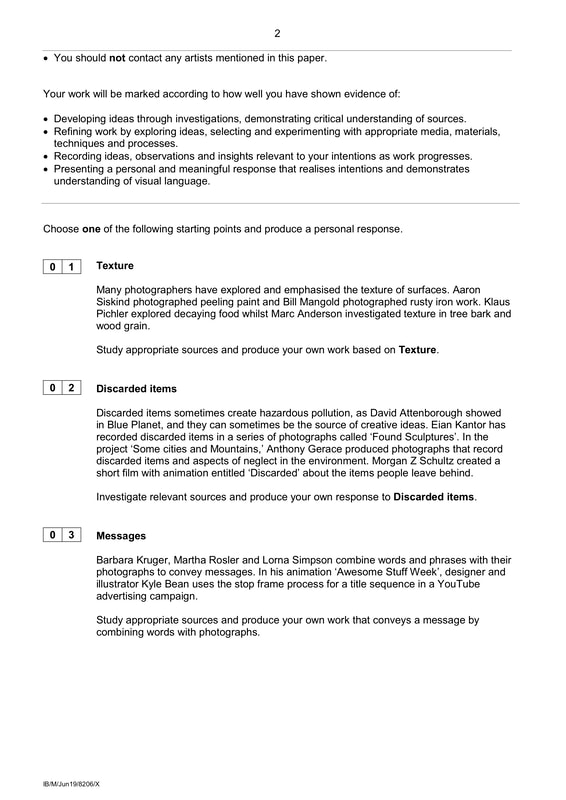 2
• You should not contact any artists mentioned in this paper.
Your work will be marked according to how well you have shown evidence of:
• Developing ideas through investigations, demonstrating critical understanding of sources.
• Refining work by exploring ideas, selecting and experimenting with appropriate media, materials,
techniques and processes.
• Recording ideas, observations and insights relevant to your intentions as work progresses.
• Presenting a personal and meaningful response that realises intentions and demonstrates
understanding of visual language.
Choose one of the following starting points and produce a personal response.
0 1 Texture
Many photographers have explored and emphasised the texture of surfaces. Aaron
Siskind photographed peeling paint and Bill Mangold photographed rusty iron work. Klaus
Pichler explored decaying food whilst Marc Anderson investigated texture in tree bark and
wood grain.
Study appropriate sources and produce your own work based on Texture.
0 2 Discarded items
Discarded items sometimes create hazardous pollution, as David Attenborough showed
in Blue Planet, and they can sometimes be the source of creative ideas. Eian Kantor has
recorded discarded items in a series of photographs called ‘Found Sculptures’. In the
project ‘Some cities and Mountains,’ Anthony Gerace produced photographs that record
discarded items and aspects of neglect in the environment. Morgan Z Schultz created a
short film with animation entitled ‘Discarded’ about the items people leave behind.
Investigate relevant sources and produce your own response to Discarded items.
0 3 Messages
Barbara Kruger, Martha Rosler and Lorna Simpson combine words and phrases with their
photographs to convey messages. In his animation ‘Awesome Stuff Week’, designer and
illustrator Kyle Bean uses the stop frame process for a title sequence in a YouTube
advertising campaign.
Study appropriate sources and produce your own work that conveys a message by
combining words with photographs.
IB/M/Jun19/8206/X